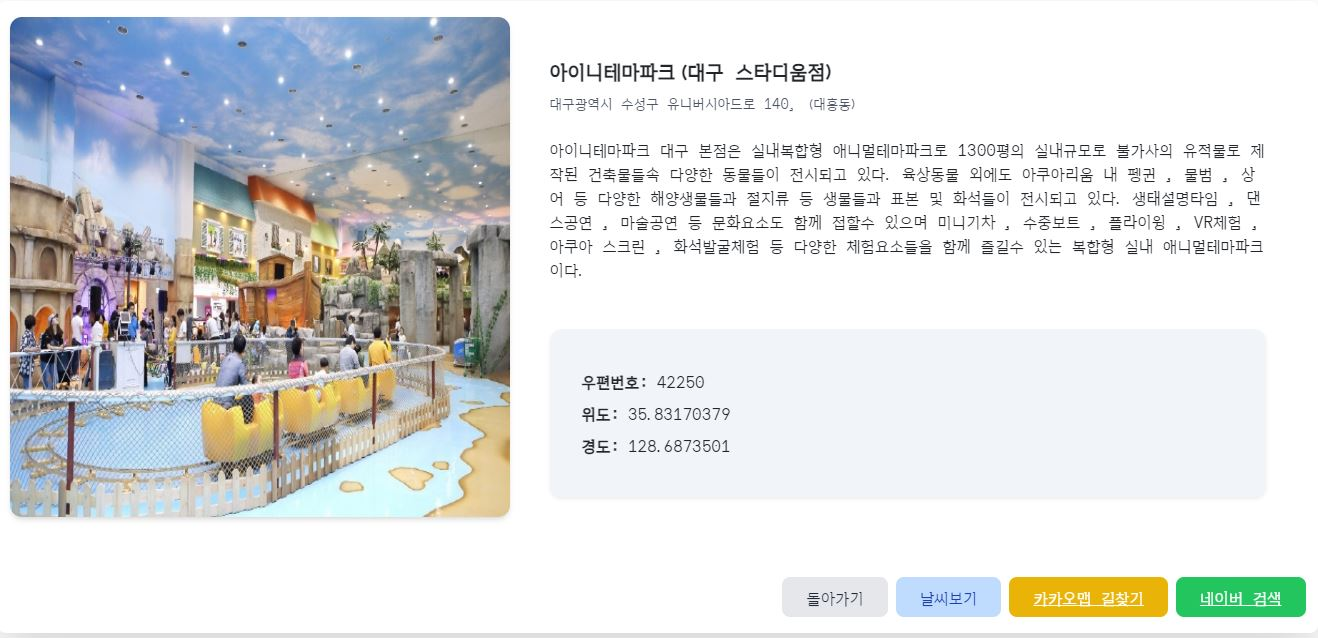 아이니테마파크 (대구 스타디움점)
대구광역시 수성구 유니버시아드로 140, (대흥동)
아이니테마파크 대구 본점은 실내복합형 애니멀테마파크로 1300평의 실내규모로 불가사의 유적물로 제
작된 건축물들속 다양한 동물들이 전시되고 있다. 육상동물 외에도 아쿠아리움 내 펭귄 , 물범 , 상
어 등 다양한 해양생물들과 절지류 등 생물들과 표본 및 화석들이 전시되고 있다. 생태설명타임 , 댄
스공연 , 마술공연 등 문화요소도 함께 접할수 있으며 미니기차 , 수중보트 , 플라이윙 , VR체험 ,
아쿠아 스크린 , 화석발굴체험 등 다양한 체험요소들을 함께 즐길수 있는 복합형 실내 애니멀테마파크
이다.
우편번호: 42250
위도: 35.83170379
경도: 128.6873501
돌아가기
날씨보기
카카오맵 길찾기
네이버 검색